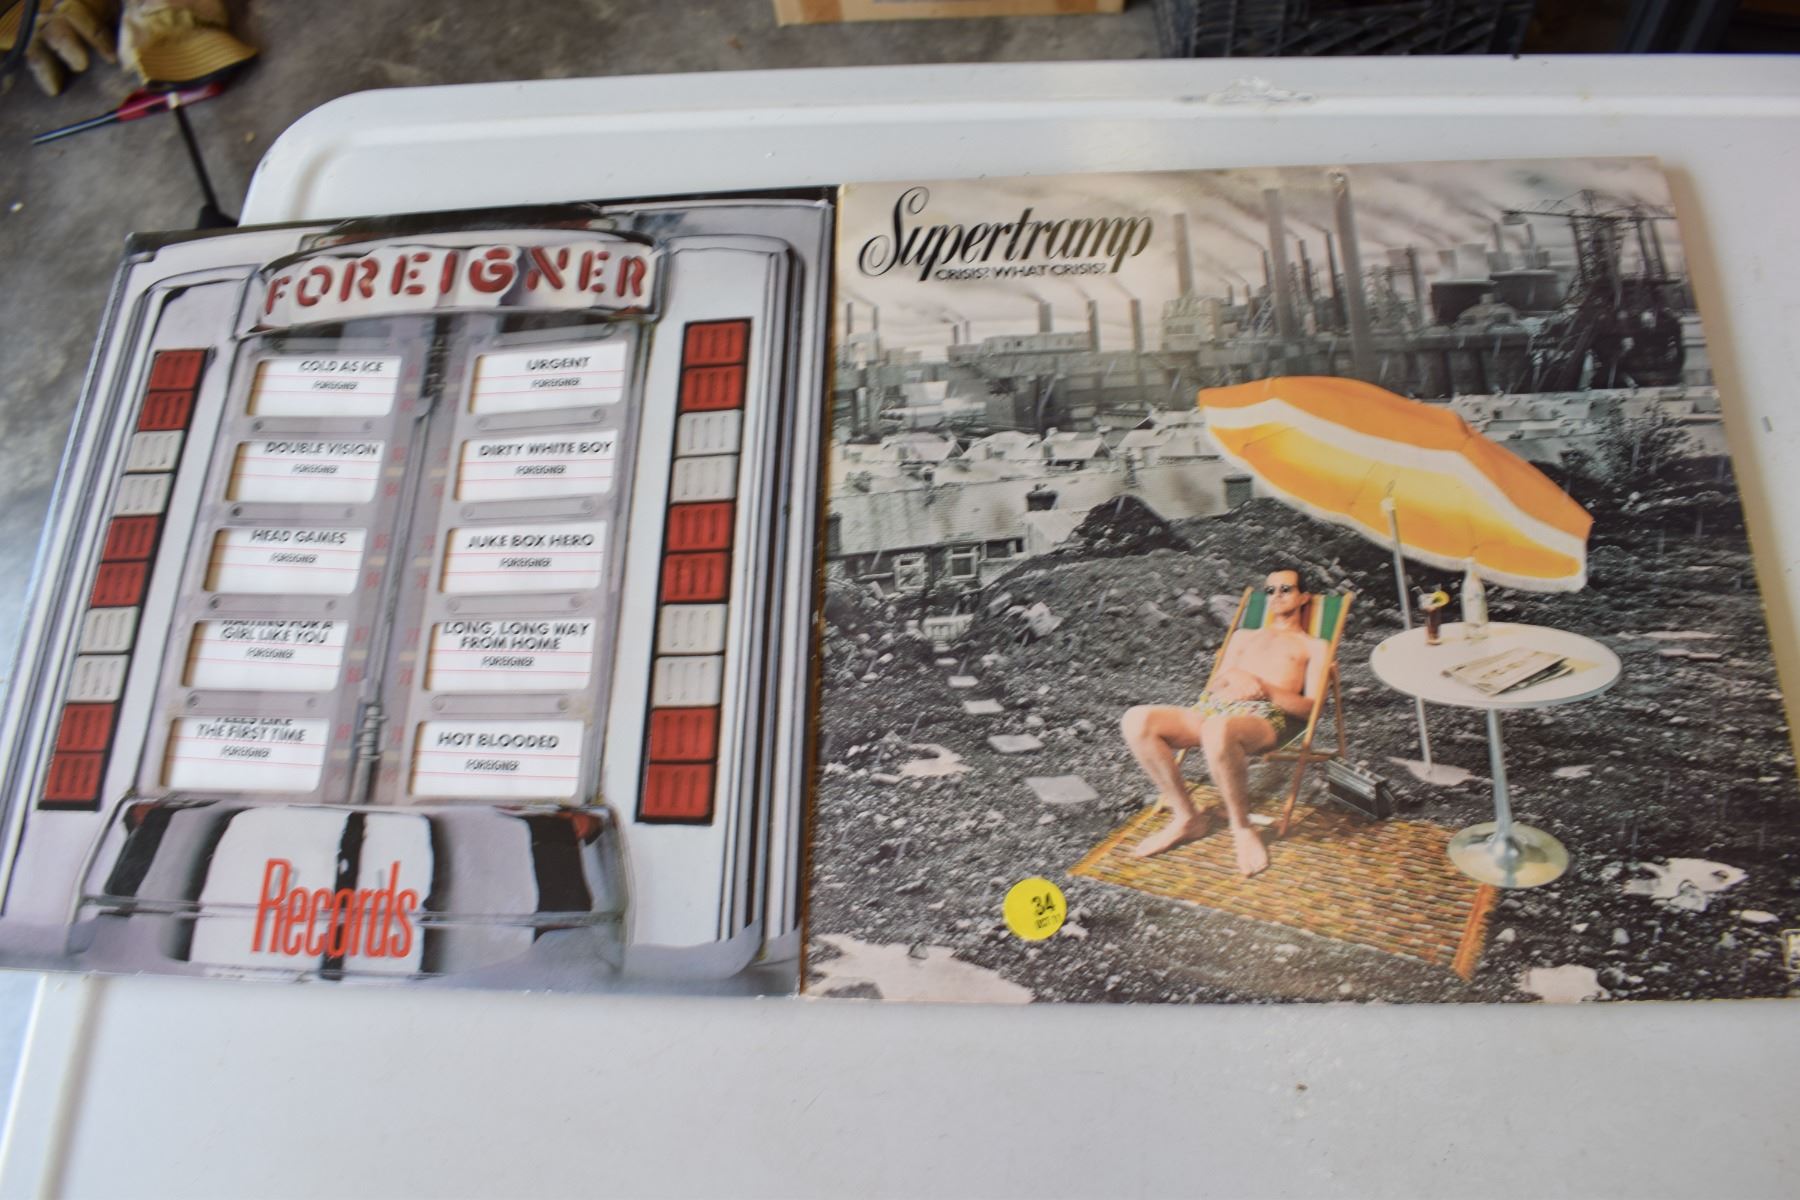 FOREIGNER
COLD AS ICE
FOREIGNER
DOUBLE VISION
FOREIGNER
HEAD GAMES
FOREIGNER
WAITING FOR A
GIRL LIKE YOU
FOREIGNER
FEELS LIKE
THE FIRST TIME
FOREIGNER
URGENT
FOREIGNER
DIRTY WHITE BOY
FOREIGNER
JUKE BOX HERO
FOREIGNER
LONG, LONG WAY
FROM HOME
FOREIGNER
HOT BLOODED
FOREIGNER
Records
Supertramp
CRISIS? WHAT CRISIS?
34